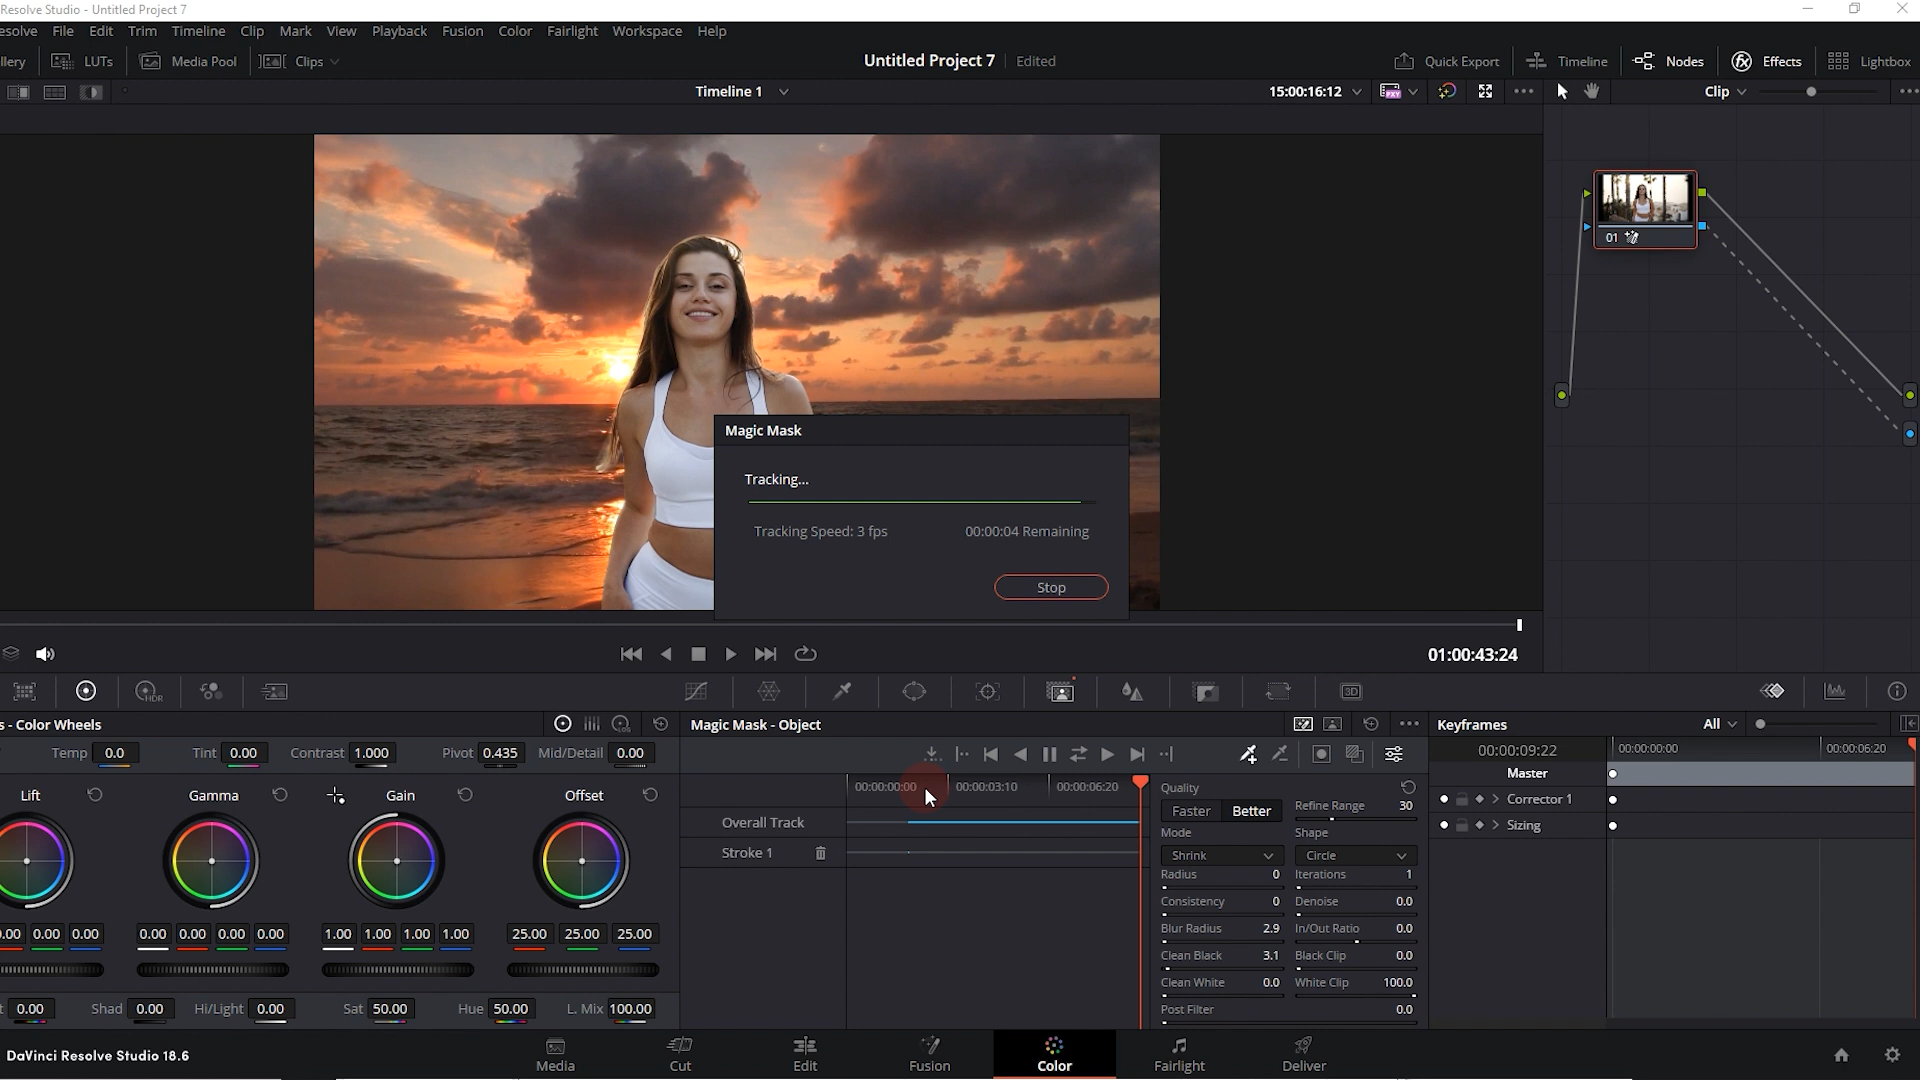 Resolve Studio - Untitled Project 7
esolve File Edit Trim Timeline Clip Mark View Playback Fusion Color Fairlight Workspace Help
llery LUTs Media Pool Clips Untitled Project 7 Edited Quick Export Timeline Nodes Effects Lightbox
Timeline 1 15:00:16:12 PXY Clip
01
Magic Mask
Tracking...
Tracking Speed: 3 fps 00:00:04 Remaining
Stop
01:00:43:24
HDR 3D
s - Color Wheels LOG Magic Mask - Object Keyframes All
Temp 0.0 Tint 0.00 Contrast 1.000 Pivot 0.435 Mid/Detail 0.00 00:00:09:22 00:00:00:00 00:00:06:20
Master
Lift Gamma Gain Offset 00:00:00:00 00:00:03:10 00:00:06:20 Quality
Faster Better Refine Range 30 Corrector 1
Overall Track Mode Shape Sizing
Stroke 1 Shrink Circle
Radius 0 Iterations 1
Consistency 0 Denoise 0.0
0.00 0.00 0.00 0.00 0.00 0.00 0.00 1.00 1.00 1.00 1.00 25.00 25.00 25.00 Blur Radius 2.9 In/Out Ratio 0.0
Clean Black 3.1 Black Clip 0.0
Clean White 0.0 White Clip 100.0
t 0.00 Shad 0.00 Hi/Light 0.00 Sat 50.00 Hue 50.00 L. Mix 100.00 Post Filter 0.0
DaVinci Resolve Studio 18.6 Media Cut Edit Fusion Color Fairlight Deliver